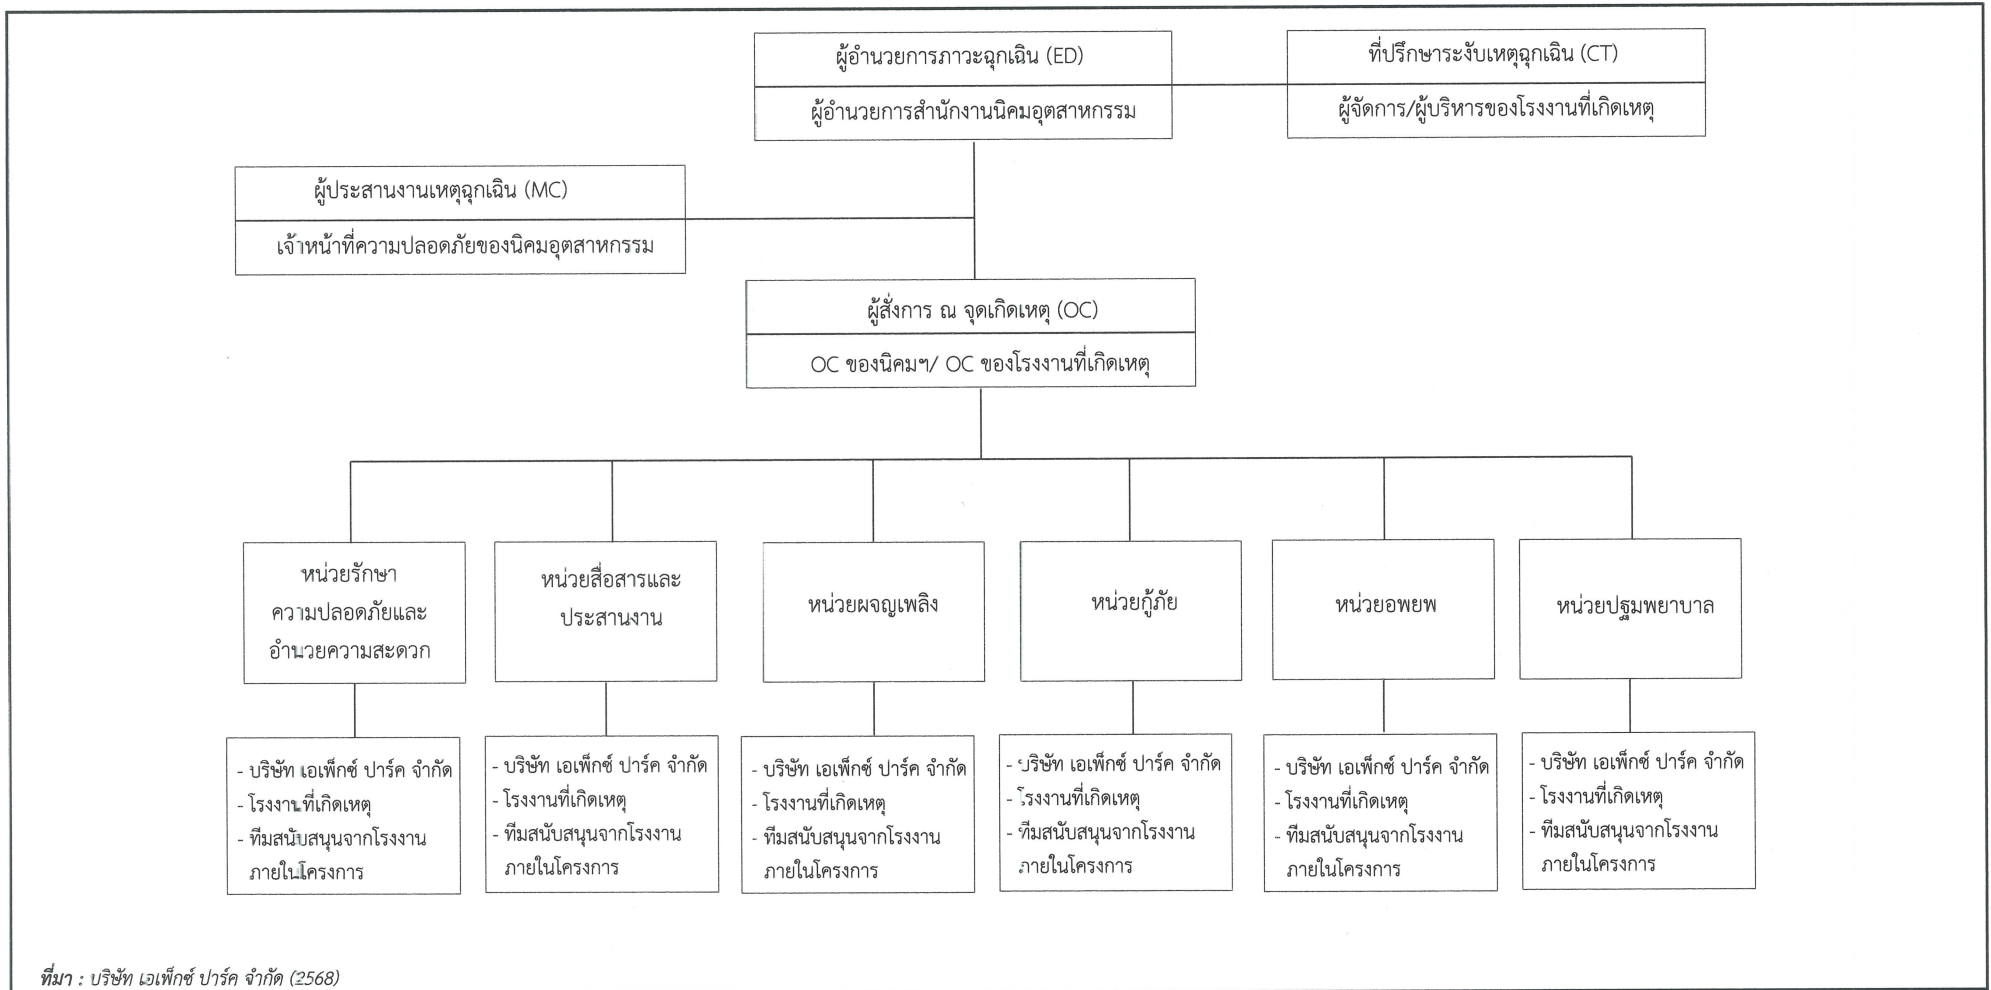 ผู้อำนวยการภาวะฉุกเฉิน (ED)
ผู้อำนวยการสำนักงานนิคมอุตสาหกรรม
ที่ปรึกษาระงับเหตุฉุกเฉิน (CT)
ผู้จัดการ/ผู้บริหารของโรงงานที่เกิดเหตุ
ผู้ประสานงานเหตุฉุกเฉิน (MC)
เจ้าหน้าที่ความปลอดภัยของนิคมอุตสาหกรรม
ผู้สั่งการ ณ จุดเกิดเหตุ (OC)
OC ของนิคมฯ/ OC ของโรงงานที่เกิดเหตุ
หน่วยรักษา
ความปลอดภัยและ
อำนวยความสะดวก
หน่วยสื่อสารและ
ประสานงาน
หน่วยผจญเพลิง
หน่วยกู้ภัย
หน่วยอพยพ
หน่วยปฐมพยาบาล
- บริษัท เอเพ็กซ์ ปาร์ค จำกัด
- โรงงานที่เกิดเหตุ
- ทีมสนับสนุนจากโรงงาน
ภายในโครงการ
- บริษัท เอเพ็กซ์ ปาร์ค จำกัด
- โรงงานที่เกิดเหตุ
- ทีมสนับสนุนจากโรงงาน
ภายในโครงการ
- บริษัท เอเพ็กซ์ ปาร์ค จำกัด
- โรงงานที่เกิดเหตุ
- ทีมสนับสนุนจากโรงงาน
ภายในโครงการ
- บริษัท เอเพ็กซ์ ปาร์ค จำกัด
- โรงงานที่เกิดเหตุ
- ทีมสนับสนุนจากโรงงาน
ภายในโครงการ
- บริษัท เอเพ็กซ์ ปาร์ค จำกัด
- โรงงานที่เกิดเหตุ
- ทีมสนับสนุนจากโรงงาน
ภายในโครงการ
- บริษัท เอเพ็กซ์ ปาร์ค จำกัด
- โรงงานที่เกิดเหตุ
- ทีมสนับสนุนจากโรงงาน
ภายในโครงการ
ที่มา : บริษัท เอเพ็กซ์ ปาร์ค จำกัด (2568)